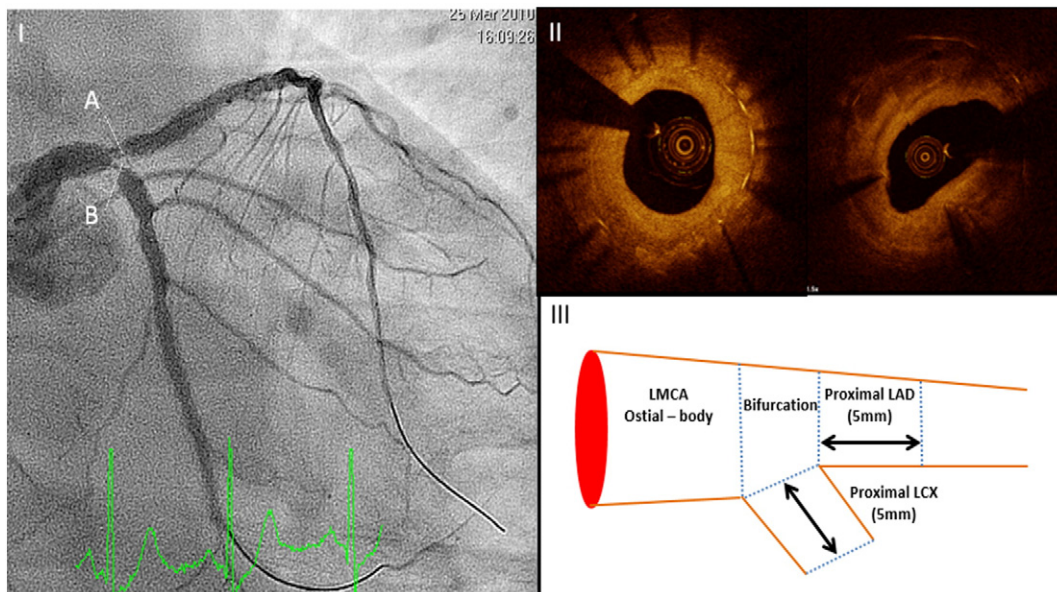 I
25 Mar 2010
16:09:26
A
B
II
III
LMCA
Ostial – body
Bifurcation
Proximal LAD
(5mm)
Proximal LCX
(5mm)